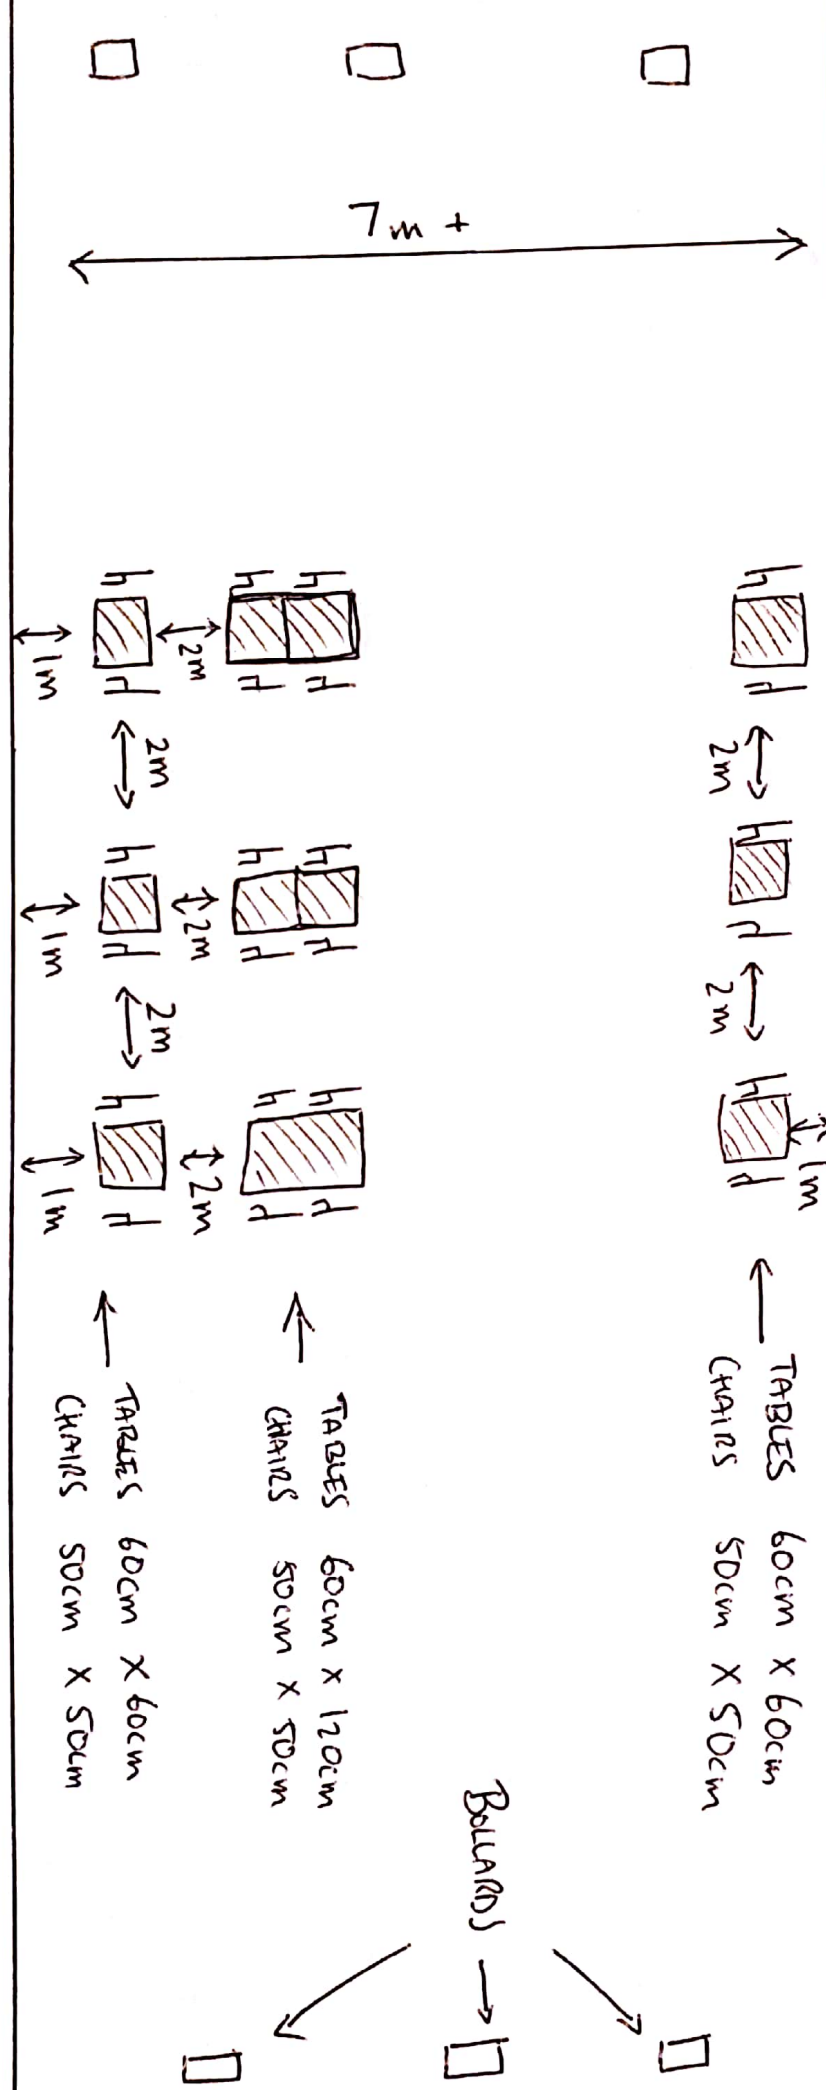 1m
TABLES 60cm x 60cm
2m
2m
CHAIRS 50cm x 50cm
7m +
BOLLARDS
TABLES 60cm x 120cm
CHAIRS 50cm x 50cm
2m
2m
2m
2m
2m
TABLES 60cm x 60cm
CHAIRS 50cm x 50cm
1m
1m
1m